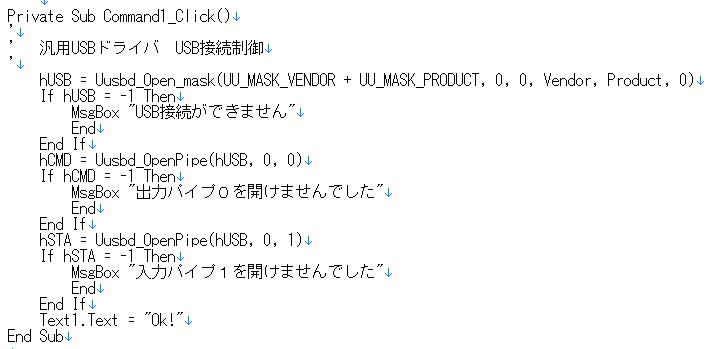 Private Sub Command1_Click()↓
'↓
'   汎用USBドライバ　USB接続制御↓
'↓
    hUSB = Uusbd_Open_mask(UU_MASK_VENDOR + UU_MASK_PRODUCT, 0, 0, Vendor, Product, 0)↓
    If hUSB = -1 Then↓
        MsgBox "USB接続ができません"↓
        End↓
    End If↓
    hCMD = Uusbd_OpenPipe(hUSB, 0, 0)↓
    If hCMD = -1 Then↓
        MsgBox "出力パイプ０を開けませんでした"↓
        End↓
    End If↓
    hSTA = Uusbd_OpenPipe(hUSB, 0, 1)↓
    If hSTA = -1 Then↓
        MsgBox "入力パイプ１を開けませんでした"↓
        End↓
    End If↓
    Text1.Text = "Ok!"↓
End Sub↓